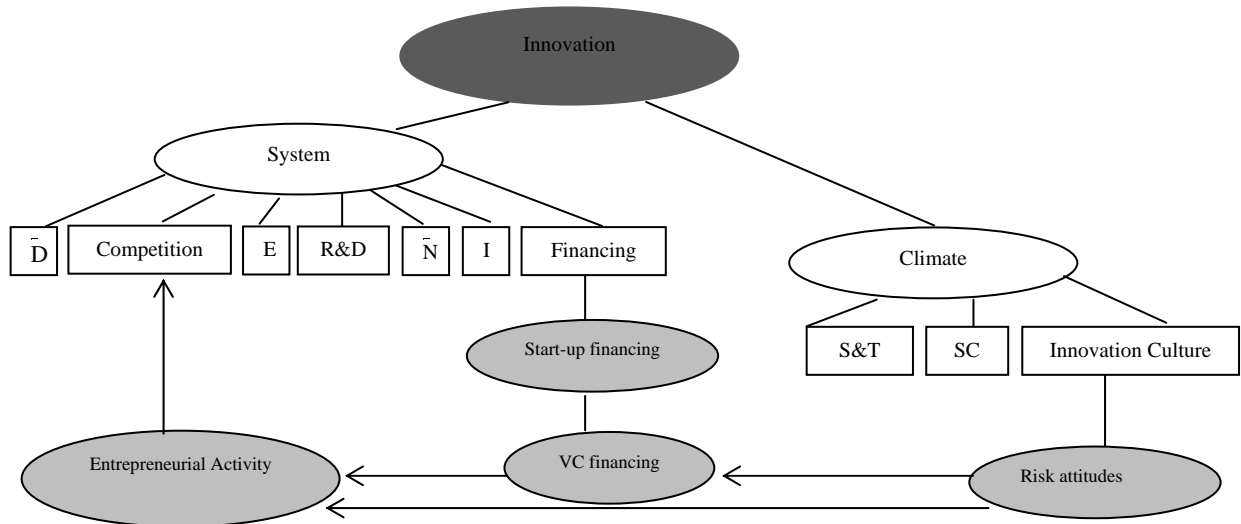 Innovation
System
D̄
Competition
E
R&D
N̄
I
Financing
Climate
Start-up financing
S&T
SC
Innovation Culture
Entrepreneurial Activity
VC financing
Risk attitudes